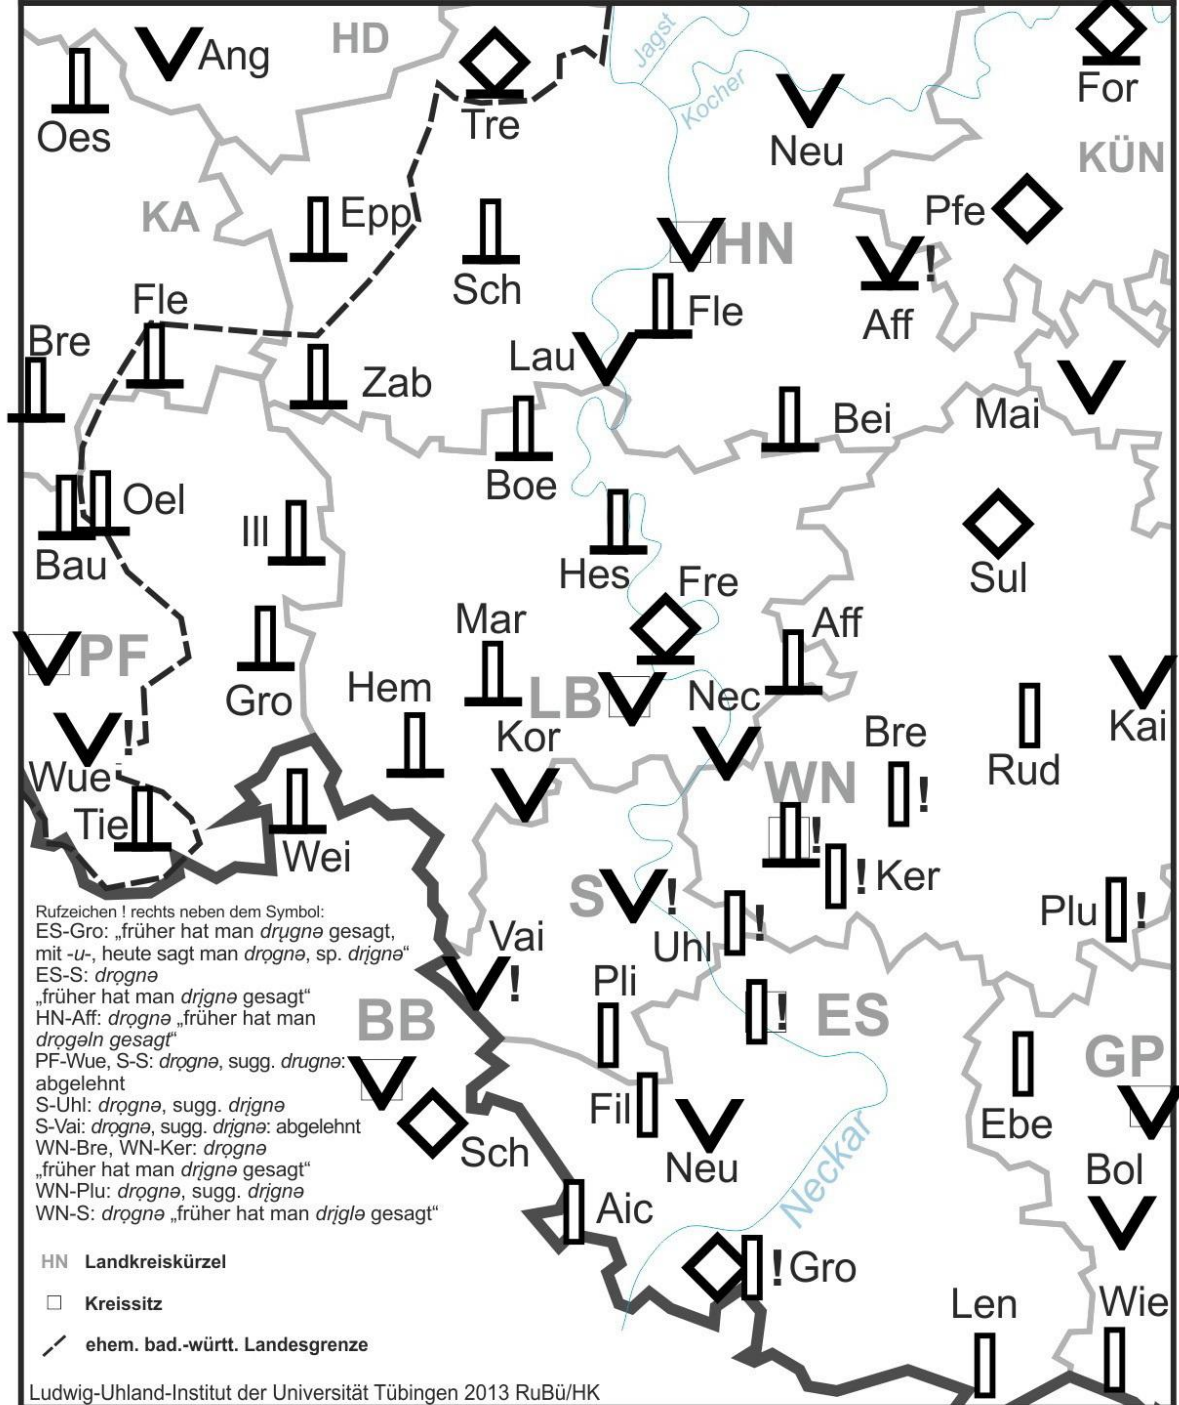 HD
Ang
Oes
Tre
Jagst
Kocher
Neu
For
KÜN
KA
Epp
Sch
HN
Pfe
!
Aff
Fle
Fle
Bre
Lau
Zab
Bei
Mai
Boe
Oel
Ill
Bau
Hes
Sul
Fre
Mar
Aff
PF
Gro
Hem
LB
Nec
Kai
Kor
Bre
Rud
!
Wue
WN
!
Tie
Wei
!
! Ker
S !
Plu !
Uhl !
Vai
!
Pli
! ES
BB
GP
Fil
Ebe
Sch
Neu
Bol
Neckar
Aic
! Gro
Len
Wie
Rufzeichen ! rechts neben dem Symbol:
ES-Gro: „früher hat man drụgnə gesagt,
mit -u-, heute sagt man drọgnə, sp. drịgnə“
ES-S: drọgnə
„früher hat man drịgnə gesagt“
HN-Aff: drọgnə „früher hat man
drogəln gesagt“
PF-Wue, S-S: drọgnə, sugg. drugnə:
abgelehnt
S-Uhl: drọgnə, sugg. drịgnə
S-Vai: drọgnə, sugg. drịgnə: abgelehnt
WN-Bre, WN-Ker: drọgnə
„früher hat man drịgnə gesagt“
WN-Plu: drọgnə, sugg. drịgnə
WN-S: drọgnə „früher hat man drịglə gesagt“
HN Landkreiskürzel
Kreissitz
ehem. bad.-württ. Landesgrenze
Ludwig-Uhland-Institut der Universität Tübingen 2013 RuBü/HK